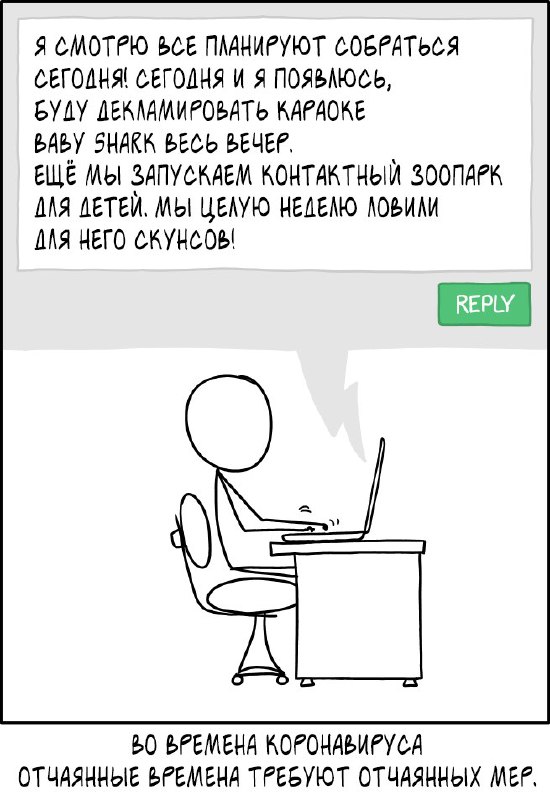 Я СМОТРЮ ВСЕ ПЛАНИРУЮТ СОБРАТЬСЯ
СЕГОДНЯ! СЕГОДНЯ И Я ПОЯВЛЮСЬ,
БУДУ ДЕКЛАМИРОВАТЬ КАРАОКЕ
BABY SHARK ВЕСЬ ВЕЧЕР.
ЕЩЁ МЫ ЗАПУСКАЕМ КОНТАКТНЫЙ ЗООПАРК
ДЛЯ ДЕТЕЙ. МЫ ЦЕЛУЮ НЕДЕЛЮ ЛОВИЛИ
ДЛЯ НЕГО СКУНСОВ!
REPLY
ВО ВРЕМЕНА КОРОНАВИРУСА
ОТЧАЯННЫЕ ВРЕМЕНА ТРЕБУЮТ ОТЧАЯННЫХ МЕР.